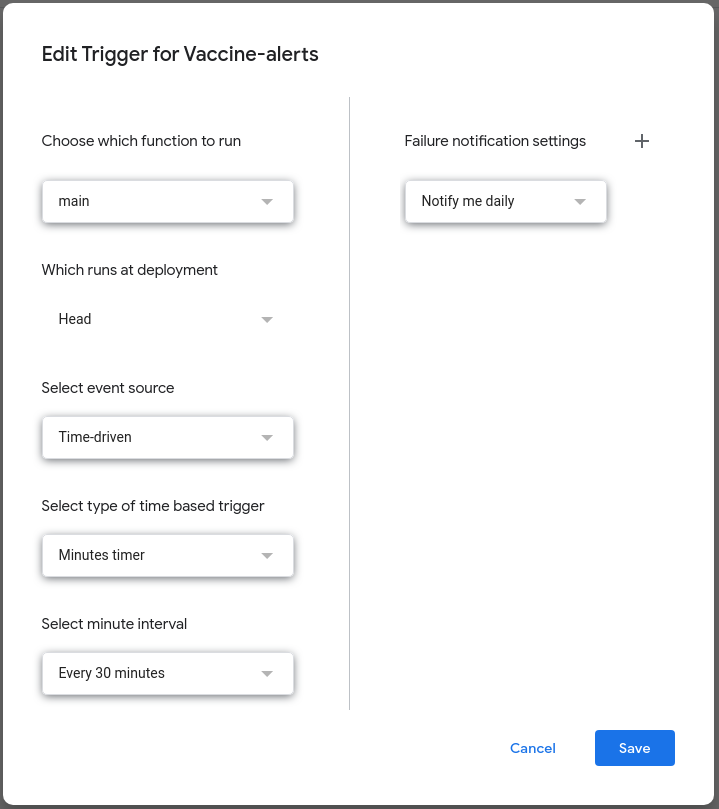 Edit Trigger for Vaccine-alerts
Choose which function to run
main
Which runs at deployment
Head
Select event source
Time-driven
Select type of time based trigger
Minutes timer
Select minute interval
Every 30 minutes
Failure notification settings
Notify me daily
Cancel
Save